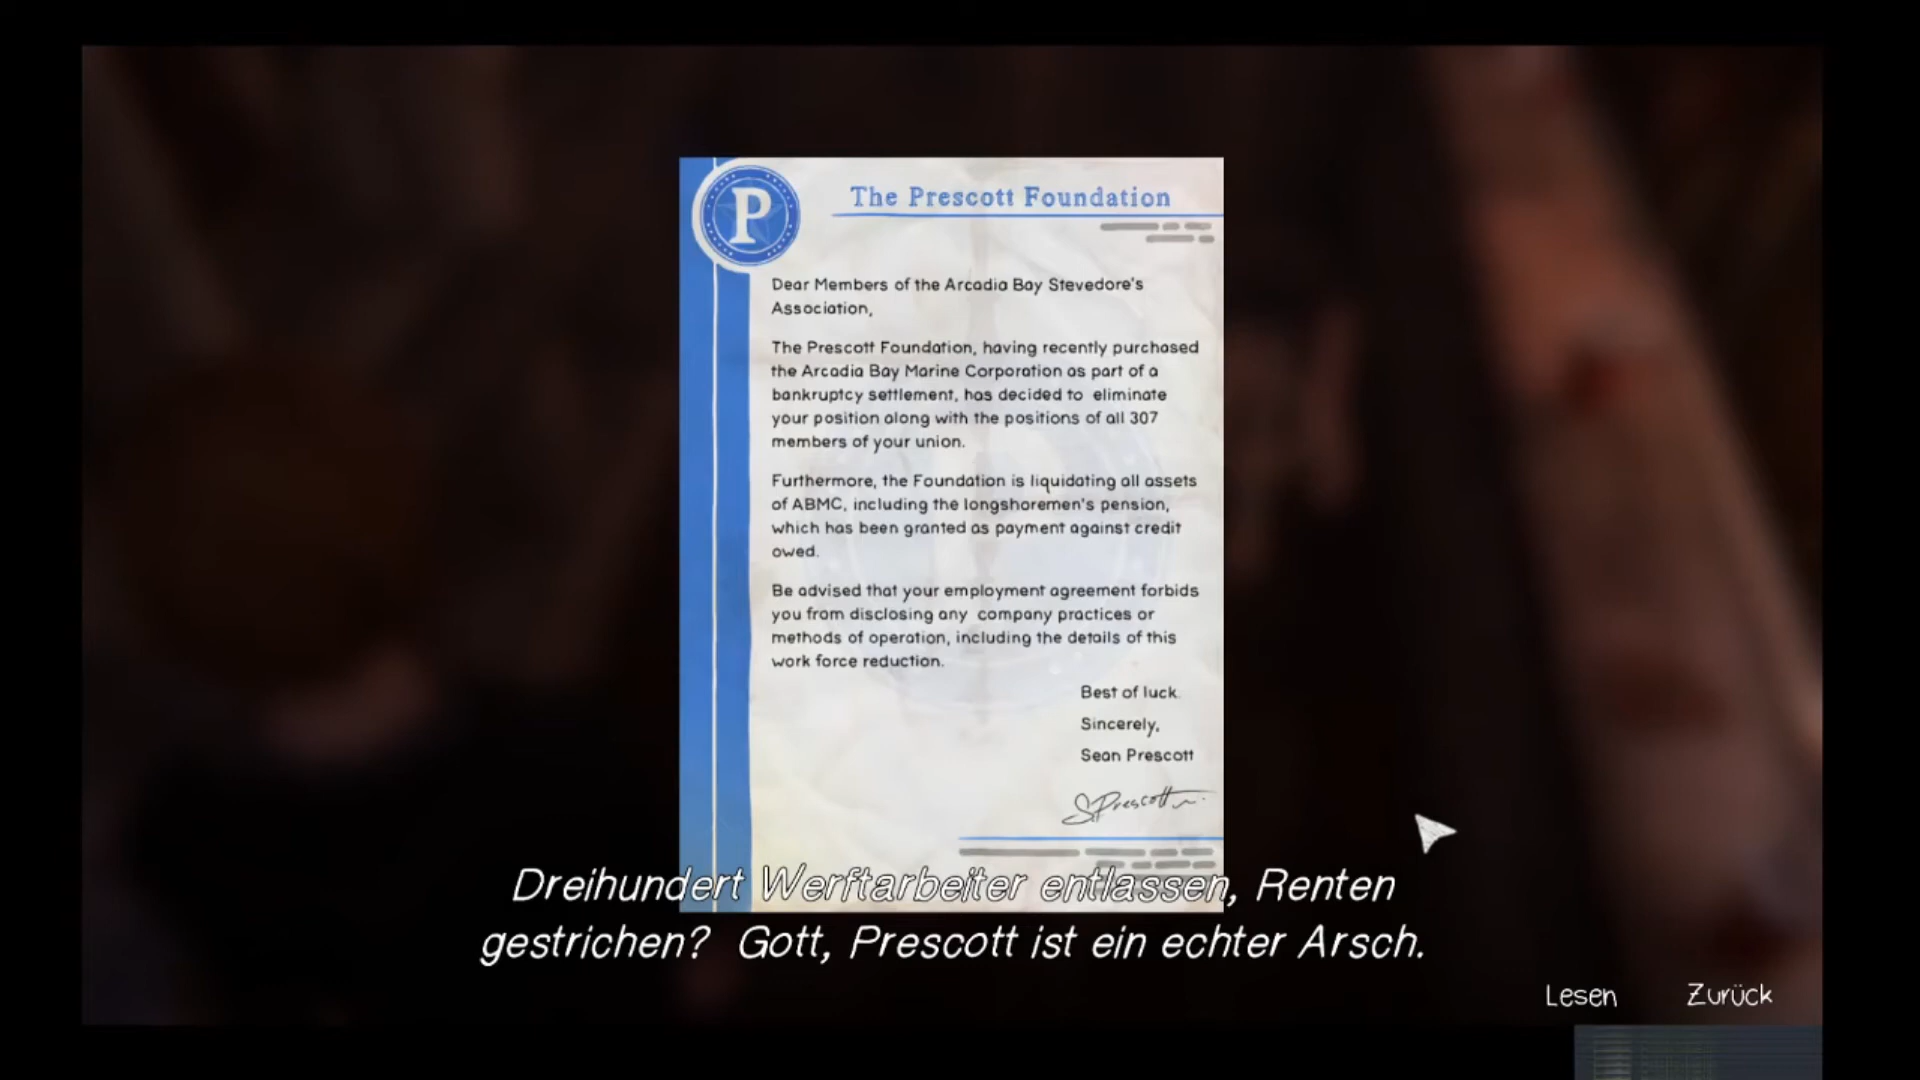 P
The Prescott Foundation
Dear Members of the Arcadia Bay Stevedore's
Association,
The Prescott Foundation, having recently purchased
the Arcadia Bay Marine Corporation as part of a
bankruptcy settlement, has decided to eliminate
your position along with the positions of all 307
members of your union.
Furthermore, the Foundation is liquidating all assets
of ABMC, including the longshoremen's pension,
which has been granted as payment against credit
owed.
Be advised that your employment agreement forbids
you from disclosing any company practices or
methods of operation, including the details of this
work force reduction.
Best of luck.
Sincerely,
Sean Prescott
S.Prescott
Dreihundert Werftarbeiter entlassen, Renten
gestrichen? Gott, Prescott ist ein echter Arsch.
Lesen Zurück